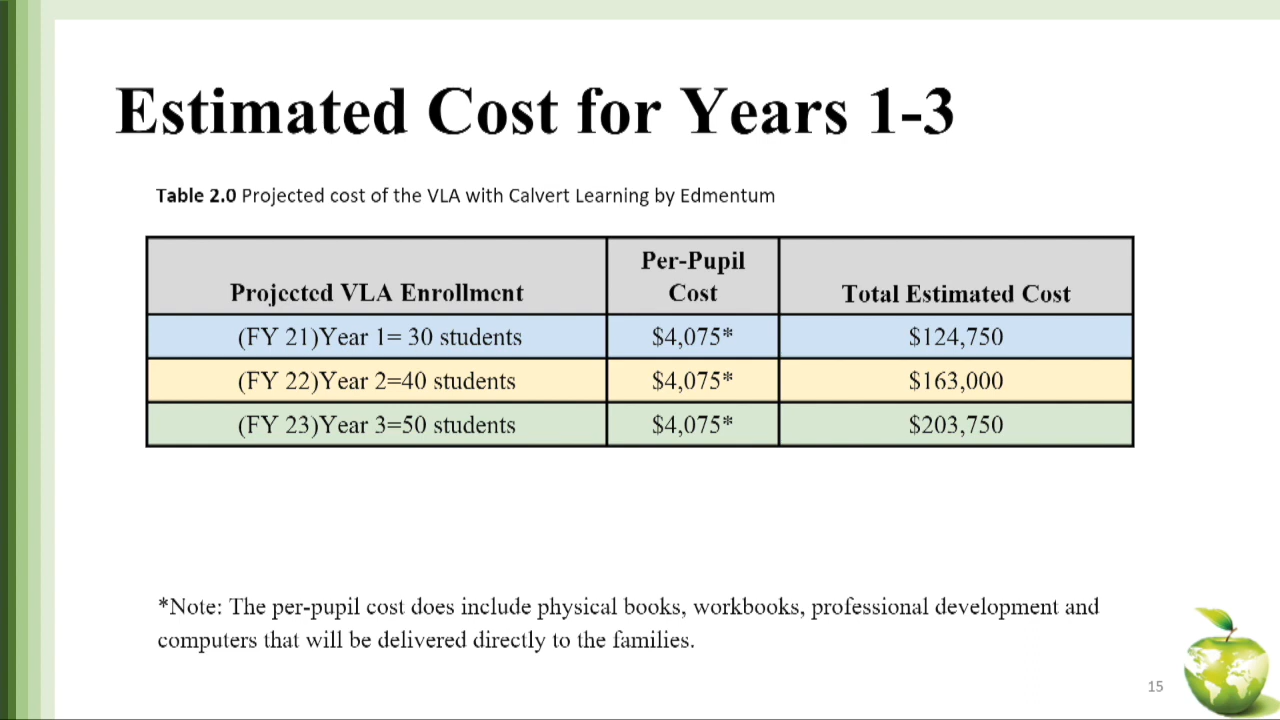 Estimated Cost for Years 1-3
Table 2.0 Projected cost of the VLA with Calvert Learning by Edmentum
Projected VLA Enrollment
Per-Pupil
Cost
Total Estimated Cost
(FY 21)Year 1= 30 students $4,075* $124,750
(FY 22)Year 2=40 students $4,075* $163,000
(FY 23)Year 3=50 students $4,075* $203,750
*Note: The per-pupil cost does include physical books, workbooks, professional development and
computers that will be delivered directly to the families.
15